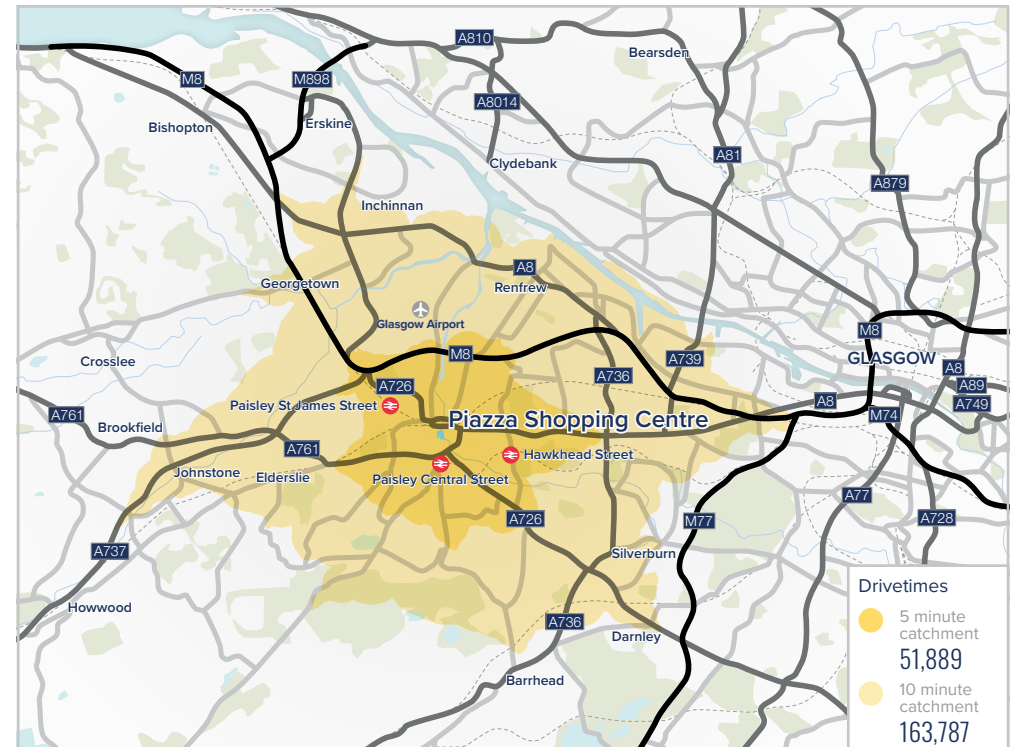 A810
Bearsden
M8
M898
A8014
Bishopton
Erskine
A81
Clydebank
A879
Inchinnan
A8
Georgetown
Renfrew
Glasgow Airport
M8
M8
GLASGOW
Crosslee
A739
A8
A736
A89
A726
A8
A749
Paisley St James Street
A761
M74
Piazza Shopping Centre
Brookfield
A761
Hawkhead Street
Johnstone
Elderslie
Paisley Central Street
A77
A726
M77
A728
A737
Silverburn
Howwood
A736
Darnley
Barrhead
Drivetimes
5 minute
catchment
51,889
10 minute
catchment
163,787